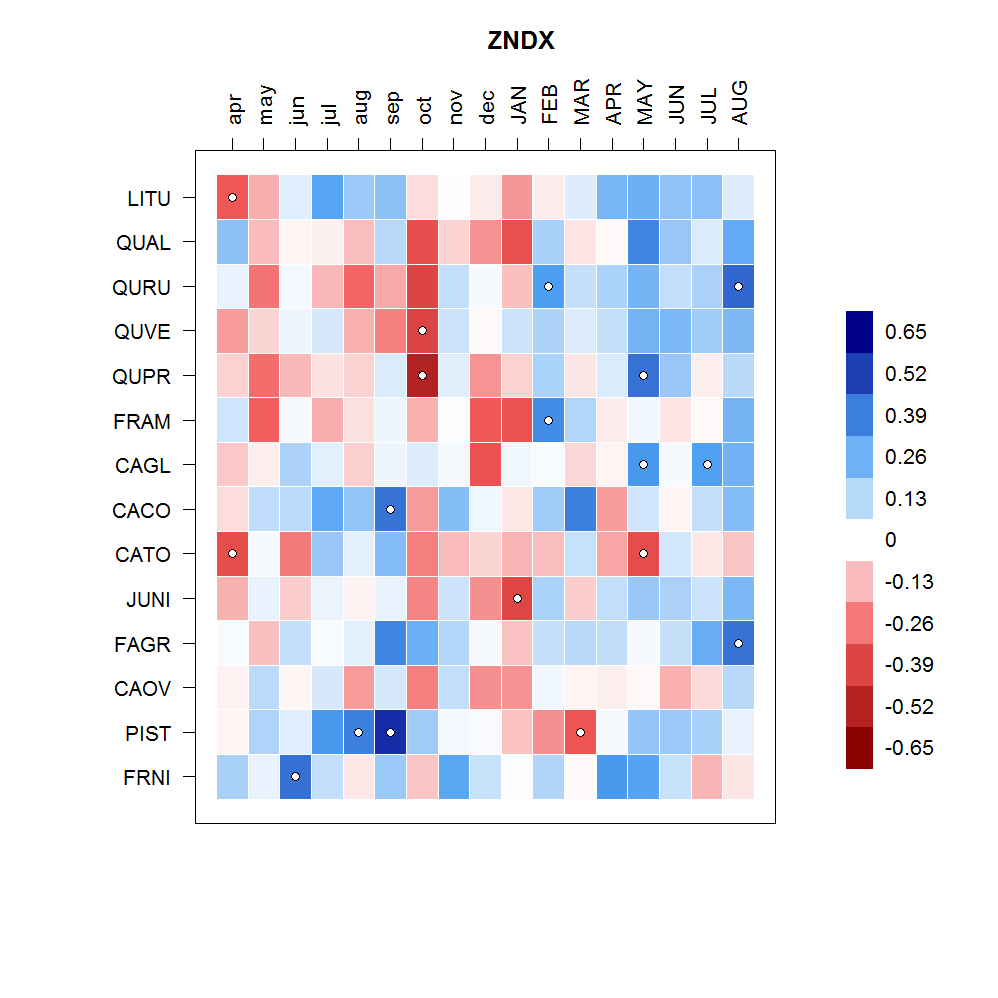 ZNDX
apr may jun jul aug sep oct nov dec JAN FEB MAR APR MAY JUN JUL AUG
LITU
QUAL
QURU
QUVE
QUPR
FRAM
CAGL
CACO
CATO
JUNI
FAGR
CAOV
PIST
FRNI
0.65
0.52
0.39
0.26
0.13
0
-0.13
-0.26
-0.39
-0.52
-0.65